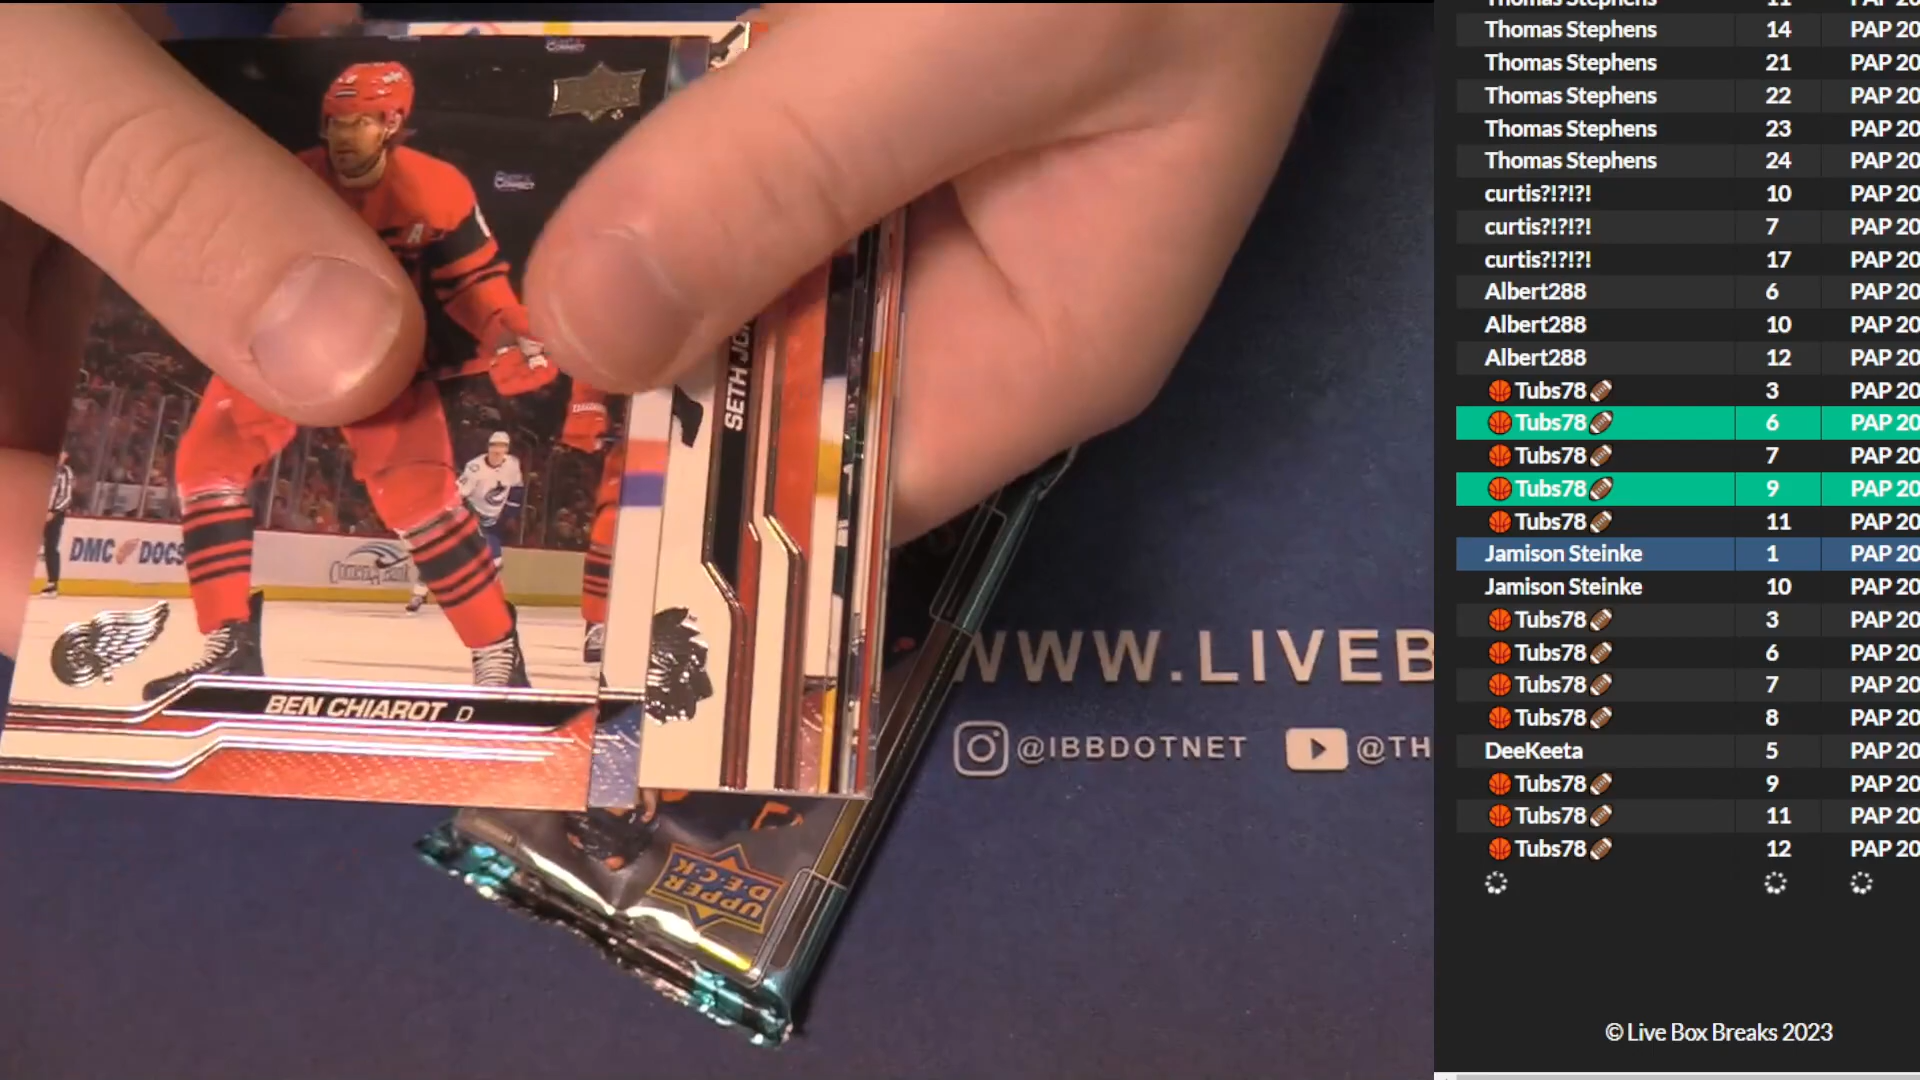 BEN CHIAROT D
A
DMC DOCS
SETH JO
UPPER
DECK
WWW.LIVEB
@IBBDOTNET
@TH
Thomas Stephens 11 PAP 20
Thomas Stephens 14 PAP 20
Thomas Stephens 21 PAP 20
Thomas Stephens 22 PAP 20
Thomas Stephens 23 PAP 20
Thomas Stephens 24 PAP 20
curtis?!?!?! 10 PAP 20
curtis?!?!?! 7 PAP 20
curtis?!?!?! 17 PAP 20
Albert288 6 PAP 20
Albert288 10 PAP 20
Albert288 12 PAP 20
Tubs78 3 PAP 20
Tubs78 6 PAP 20
Tubs78 7 PAP 20
Tubs78 9 PAP 20
Tubs78 11 PAP 20
Jamison Steinke 1 PAP 20
Jamison Steinke 10 PAP 20
Tubs78 3 PAP 20
Tubs78 6 PAP 20
Tubs78 7 PAP 20
Tubs78 8 PAP 20
DeeKeeta 5 PAP 20
Tubs78 9 PAP 20
Tubs78 11 PAP 20
Tubs78 12 PAP 20
© Live Box Breaks 2023